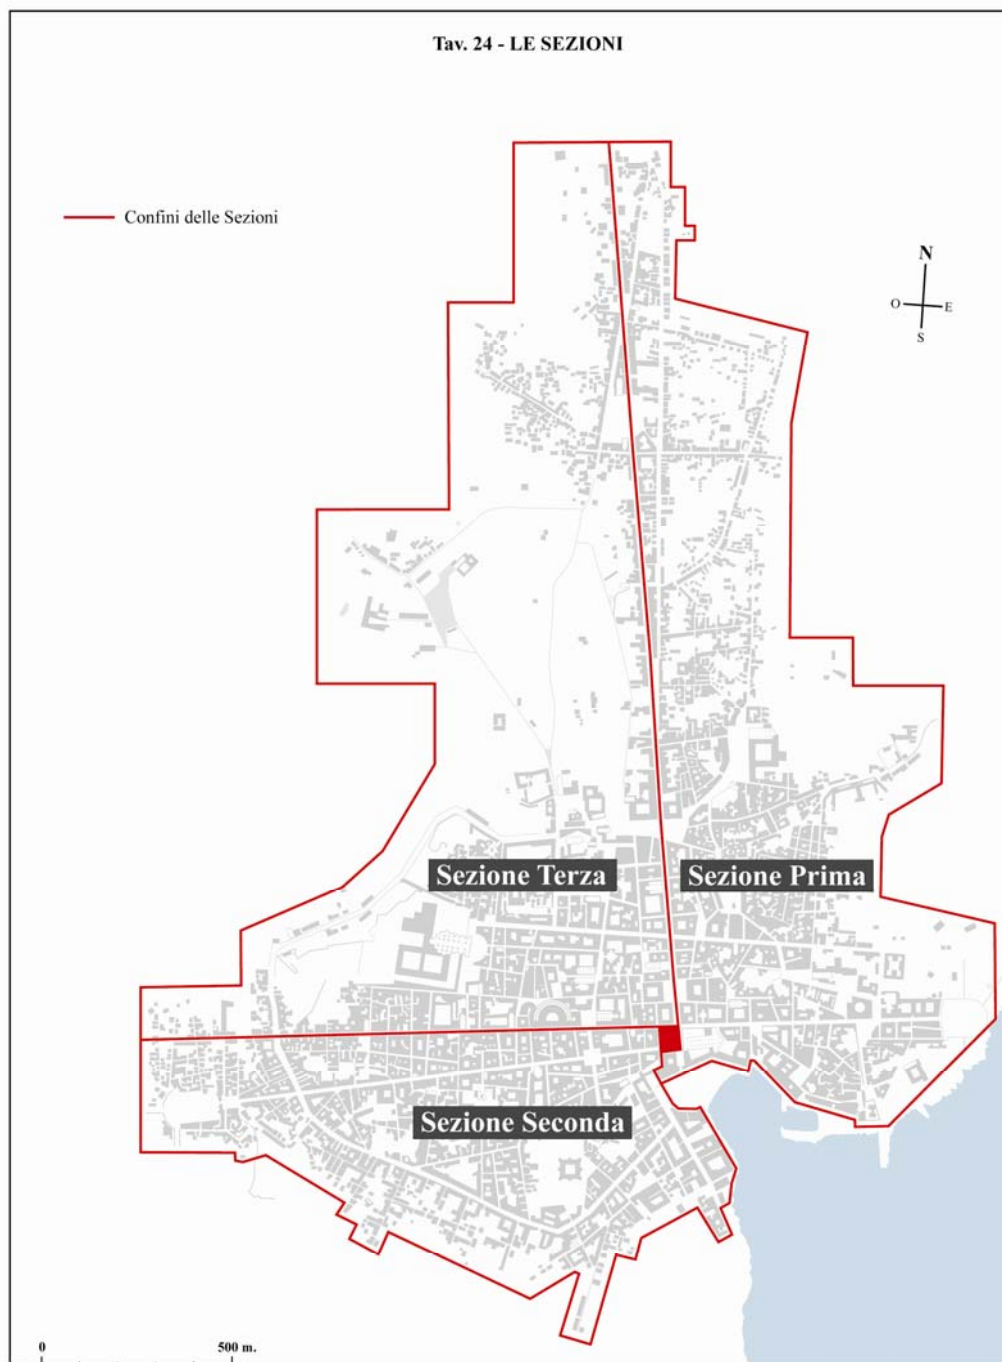 Tav. 24 - LE SEZIONI
Confini delle Sezioni
N
O
E
S
Sezione Terza
Sezione Prima
Sezione Seconda
0
500 m.